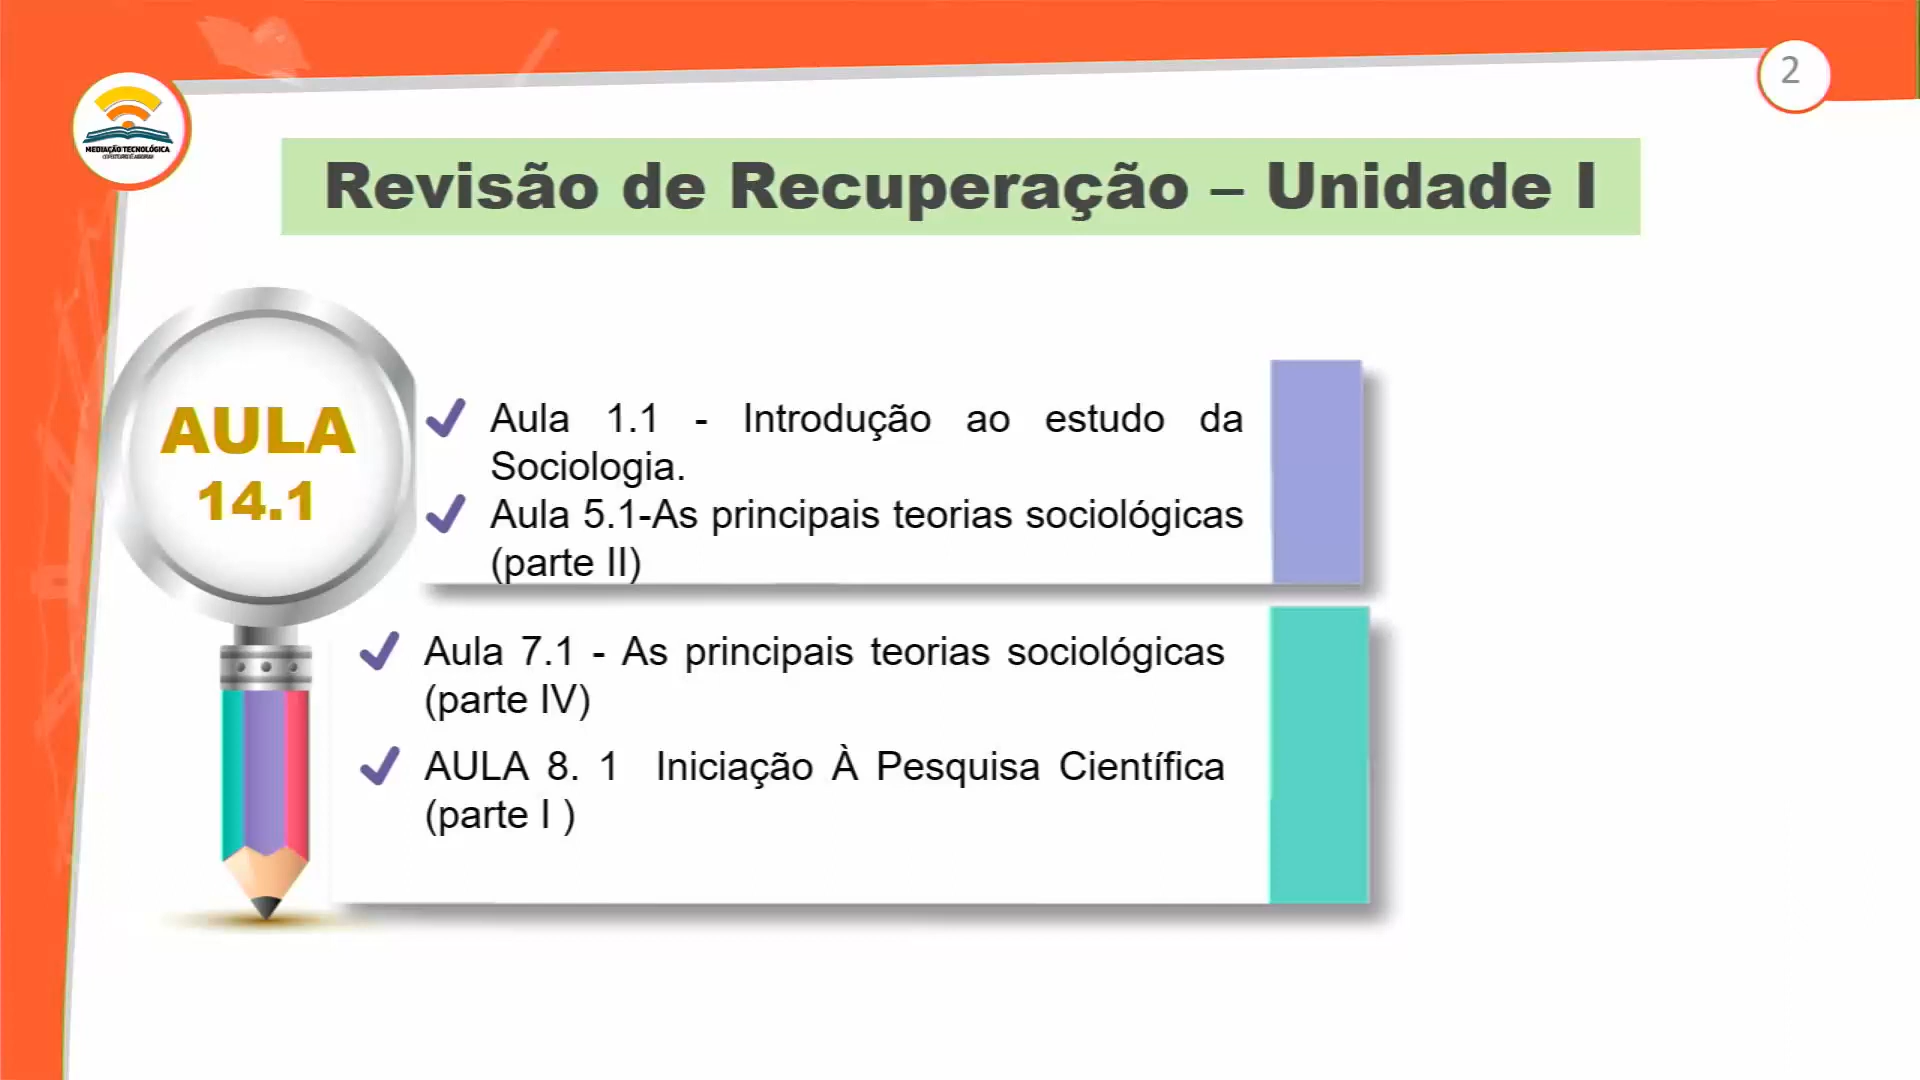 2
MEDIAÇÃO TECNOLÓGICA
Revisão de Recuperação – Unidade I
AULA
14.1
Aula 1.1 - Introdução ao estudo da
Sociologia.
Aula 5.1-As principais teorias sociológicas
(parte II)
Aula 7.1 - As principais teorias sociológicas
(parte IV)
AULA 8. 1 Iniciação À Pesquisa Científica
(parte I )